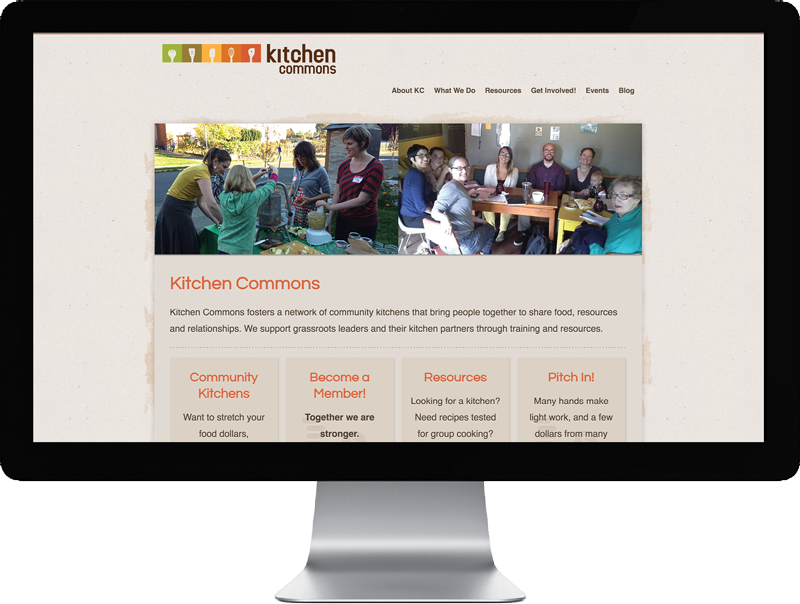 kitchen
commons
About KC What We Do Resources Get Involved! Events Blog
Kitchen Commons
Kitchen Commons fosters a network of community kitchens that bring people together to share food, resources
and relationships. We support grassroots leaders and their kitchen partners through training and resources.
Community
Kitchens
Want to stretch your
food dollars,
Become a
Member!
Together we are
stronger.
Resources
Looking for a kitchen?
Need recipes tested
for group cooking?
Pitch In!
Many hands make
light work, and a few
dollars from many